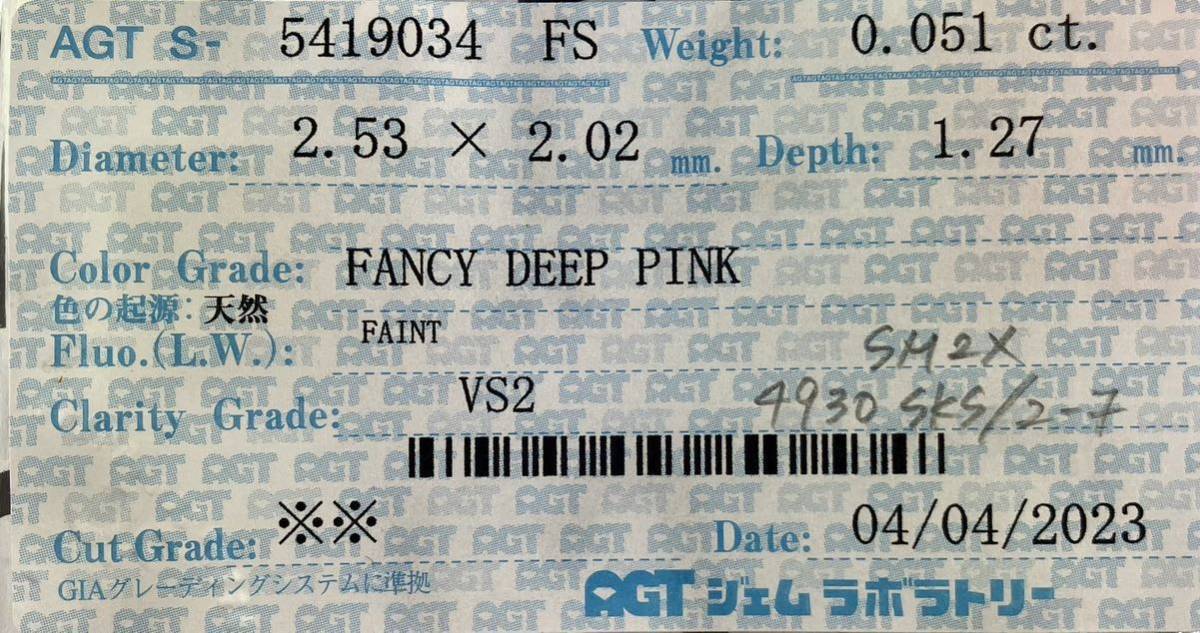 AGT S- 5419034 FS Weight: 0.051 ct.
Diameter: 2.53 × 2.02 mm. Depth: 1.27 mm.
Color Grade: FANCY DEEP PINK
色の起源: 天然
Fluo.(L.W.): FAINT SM2X
Clarity Grade: VS2 4930 SKS/2-7
Cut Grade: ※※ Date: 04/04/2023
GIAグレーディングシステムに準拠
AGT ジェム ラボラトリー